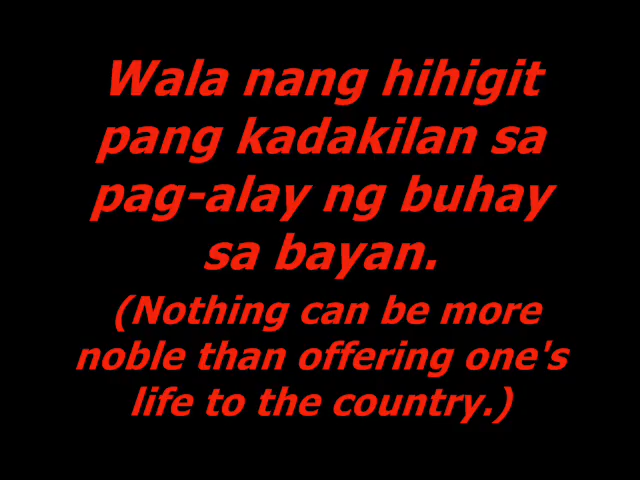 Wala nang hihigit
pang kadakilan sa
pag-alay ng buhay
sa bayan.
(Nothing can be more
noble than offering one's
life to the country.)